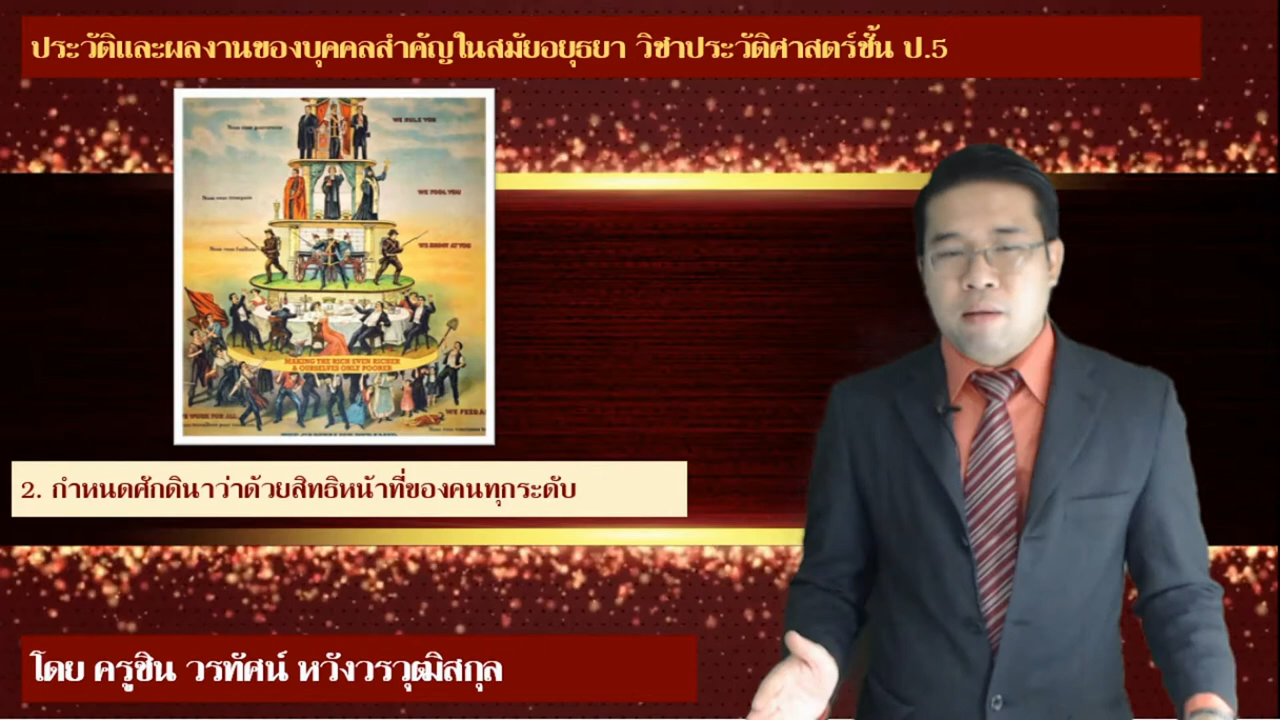 ประวัติและผลงานของบุคคลสำคัญในสมัยอยุธยา วิชาประวัติศาสตร์ชั้น ป.5
WE RULE YOU
WE FOOL YOU
WE SHOOT AT YOU
MAKING THE RICH EVEN RICHER
& OURSELVES ONLY POORER
WORK FOR ALL
WE FEED A
2. กำหนดศักดินาว่าด้วยสิทธิหน้าที่ของคนทุกระดับ
โดย ครูชิน วรทัศน์ หวังวรวุฒิสกุล